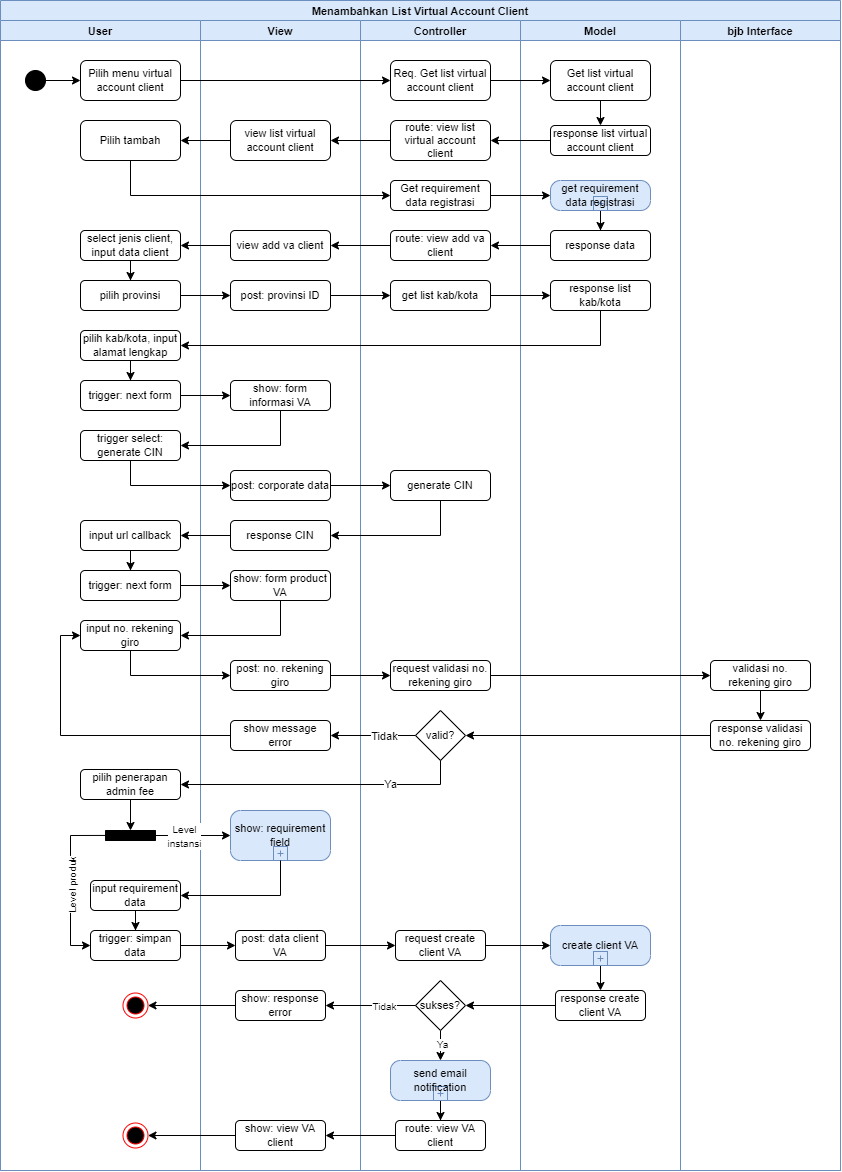 Menambahkan List Virtual Account Client
User
View
Controller
Model
bjb Interface
Pilih menu virtual
account client
Req. Get list virtual
account client
Get list virtual
account client
Pilih tambah
view list virtual
account client
route: view list
virtual account
client
response list virtual
account client
Get requirement
data registrasi
get requirement
data registrasi
select jenis client,
input data client
view add va client
route: view add va
client
response data
pilih provinsi
post: provinsi ID
get list kab/kota
response list
kab/kota
pilih kab/kota, input
alamat lengkap
trigger: next form
show: form
informasi VA
trigger select:
generate CIN
post: corporate data
generate CIN
input url callback
response CIN
trigger: next form
show: form product
VA
input no. rekening
giro
post: no. rekening
giro
request validasi no.
rekening giro
validasi no.
rekening giro
show message
error
Tidak
valid?
response validasi
no. rekening giro
pilih penerapan
admin fee
Ya
Level
instansi
show: requirement
field
Level produk
input requirement
data
trigger: simpan
data
post: data client
VA
request create
client VA
create client VA
show: response
error
Tidak
sukses?
response create
client VA
Ya
send email
notification
show: view VA
client
route: view VA
client